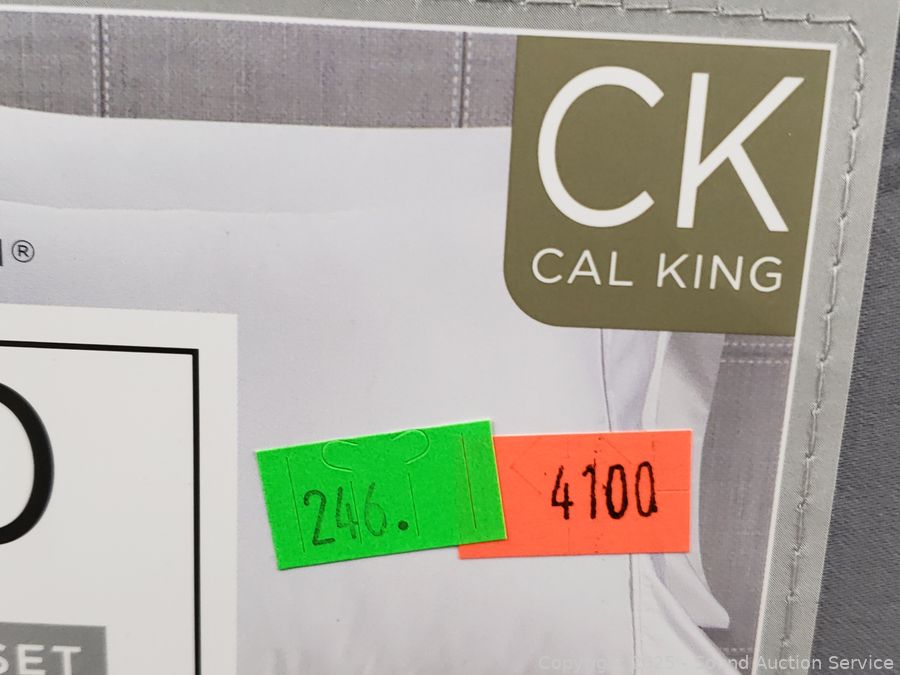 CK
CAL KING
®
246.
4100
SET
Copyright 2025 - Sound Auction Service